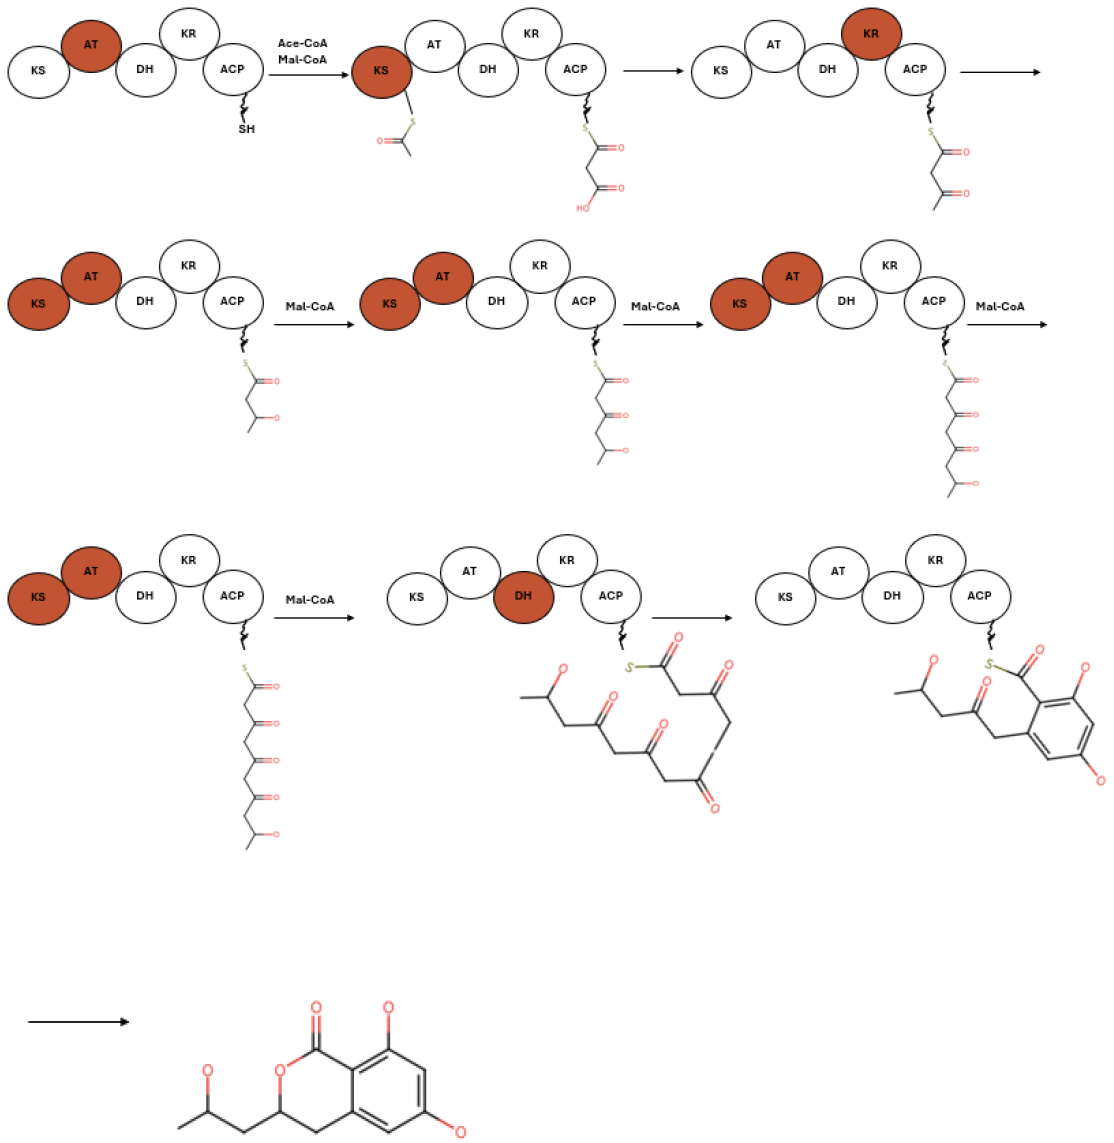 KS AT DH KR ACP SH
Ace-CoA
Mal-CoA
KS AT DH KR ACP
S O
S O O HO
KS AT DH KR ACP
S O O
KS AT DH KR ACP
S O O
Mal-CoA
KS AT DH KR ACP
S O O O
Mal-CoA
KS AT DH KR ACP
S O O O O
Mal-CoA
KS AT DH KR ACP
S O O O O O
Mal-CoA
KS AT DH KR ACP
S O O O O O O
KS AT DH KR ACP
S O O O O O
O O O O O